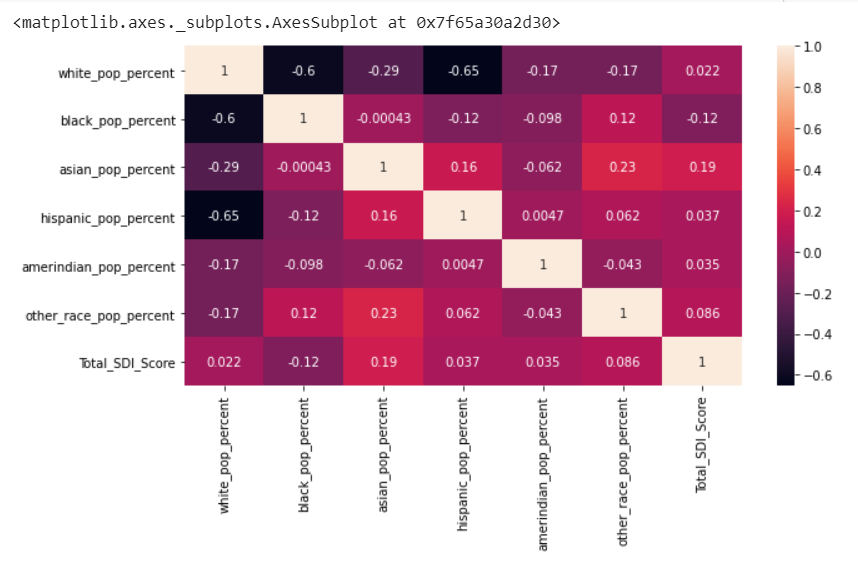 <matplotlib.axes._subplots.AxesSubplot at 0x7f65a30a2d30>
white_pop_percent 1 -0.6 -0.29 -0.65 -0.17 -0.17 0.022
black_pop_percent -0.6 1 -0.00043 -0.12 -0.098 0.12 -0.12
asian_pop_percent -0.29 -0.00043 1 0.16 -0.062 0.23 0.19
hispanic_pop_percent -0.65 -0.12 0.16 1 0.0047 0.062 0.037
amerindian_pop_percent -0.17 -0.098 -0.062 0.0047 1 -0.043 0.035
other_race_pop_percent -0.17 0.12 0.23 0.062 -0.043 1 0.086
Total_SDI_Score 0.022 -0.12 0.19 0.037 0.035 0.086 1
white_pop_percent
black_pop_percent
asian_pop_percent
hispanic_pop_percent
amerindian_pop_percent
other_race_pop_percent
Total_SDI_Score
1.0
0.8
0.6
0.4
0.2
0.0
−0.2
−0.4
−0.6